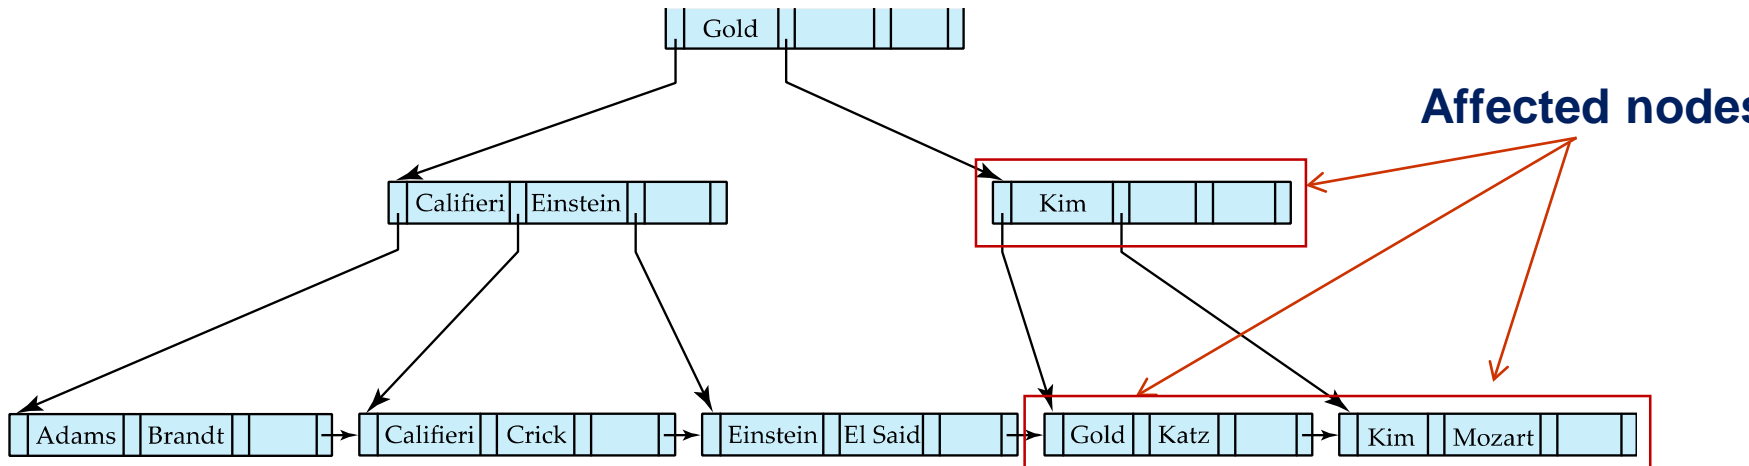 Gold
Affected nodes
Califieri Einstein
Kim
Adams Brandt
Califieri Crick
Einstein El Said
Gold Katz
Kim Mozart